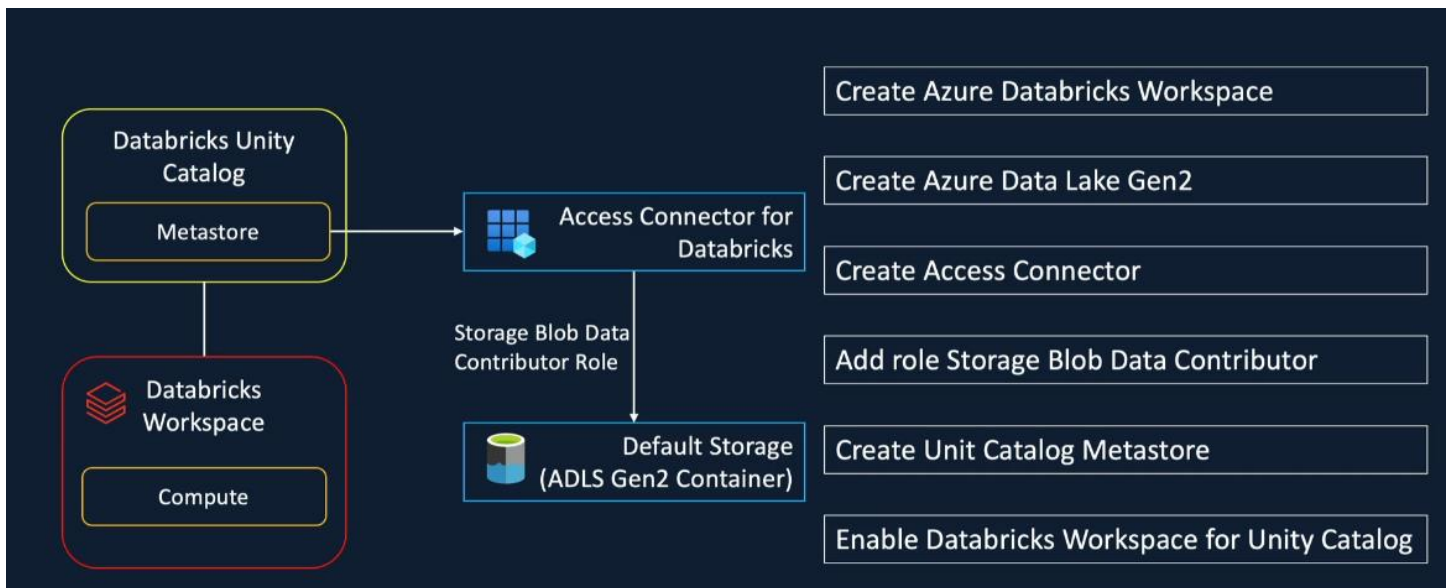 Databricks Unity
Catalog
Metastore
Databricks
Workspace
Compute
Access Connector for
Databricks
Storage Blob Data
Contributor Role
Default Storage
(ADLS Gen2 Container)
Create Azure Databricks Workspace
Create Azure Data Lake Gen2
Create Access Connector
Add role Storage Blob Data Contributor
Create Unit Catalog Metastore
Enable Databricks Workspace for Unity Catalog